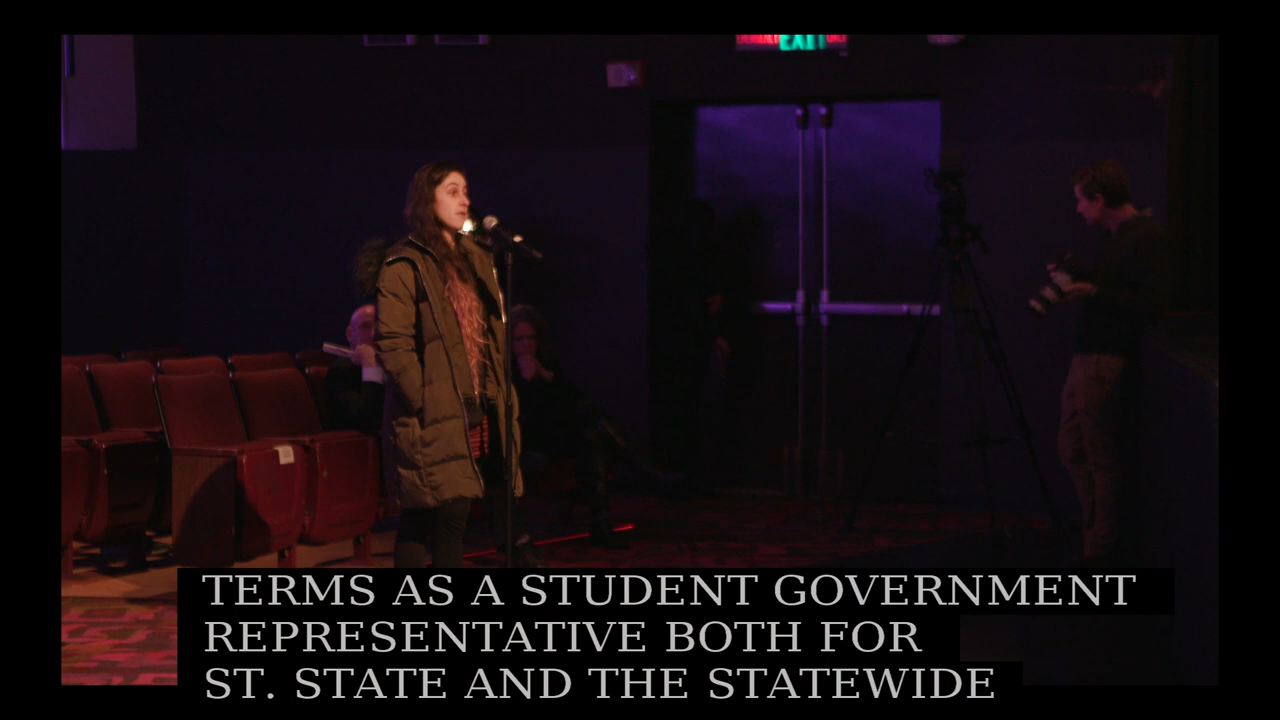 EXIT
TERMS AS A STUDENT GOVERNMENT
REPRESENTATIVE BOTH FOR
ST. STATE AND THE STATEWIDE